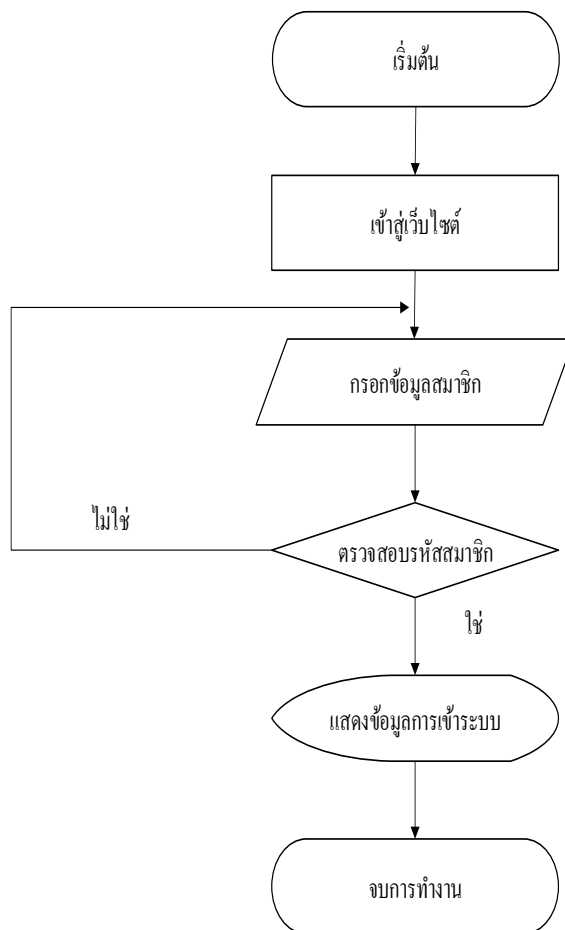 เริ่มต้น
เข้าสู่เว็บไซต์
กรอกข้อมูลสมาชิก
ไม่ใช่
ตรวจสอบรหัสสมาชิก
ใช่
แสดงข้อมูลการเข้าระบบ
จบการทำงาน